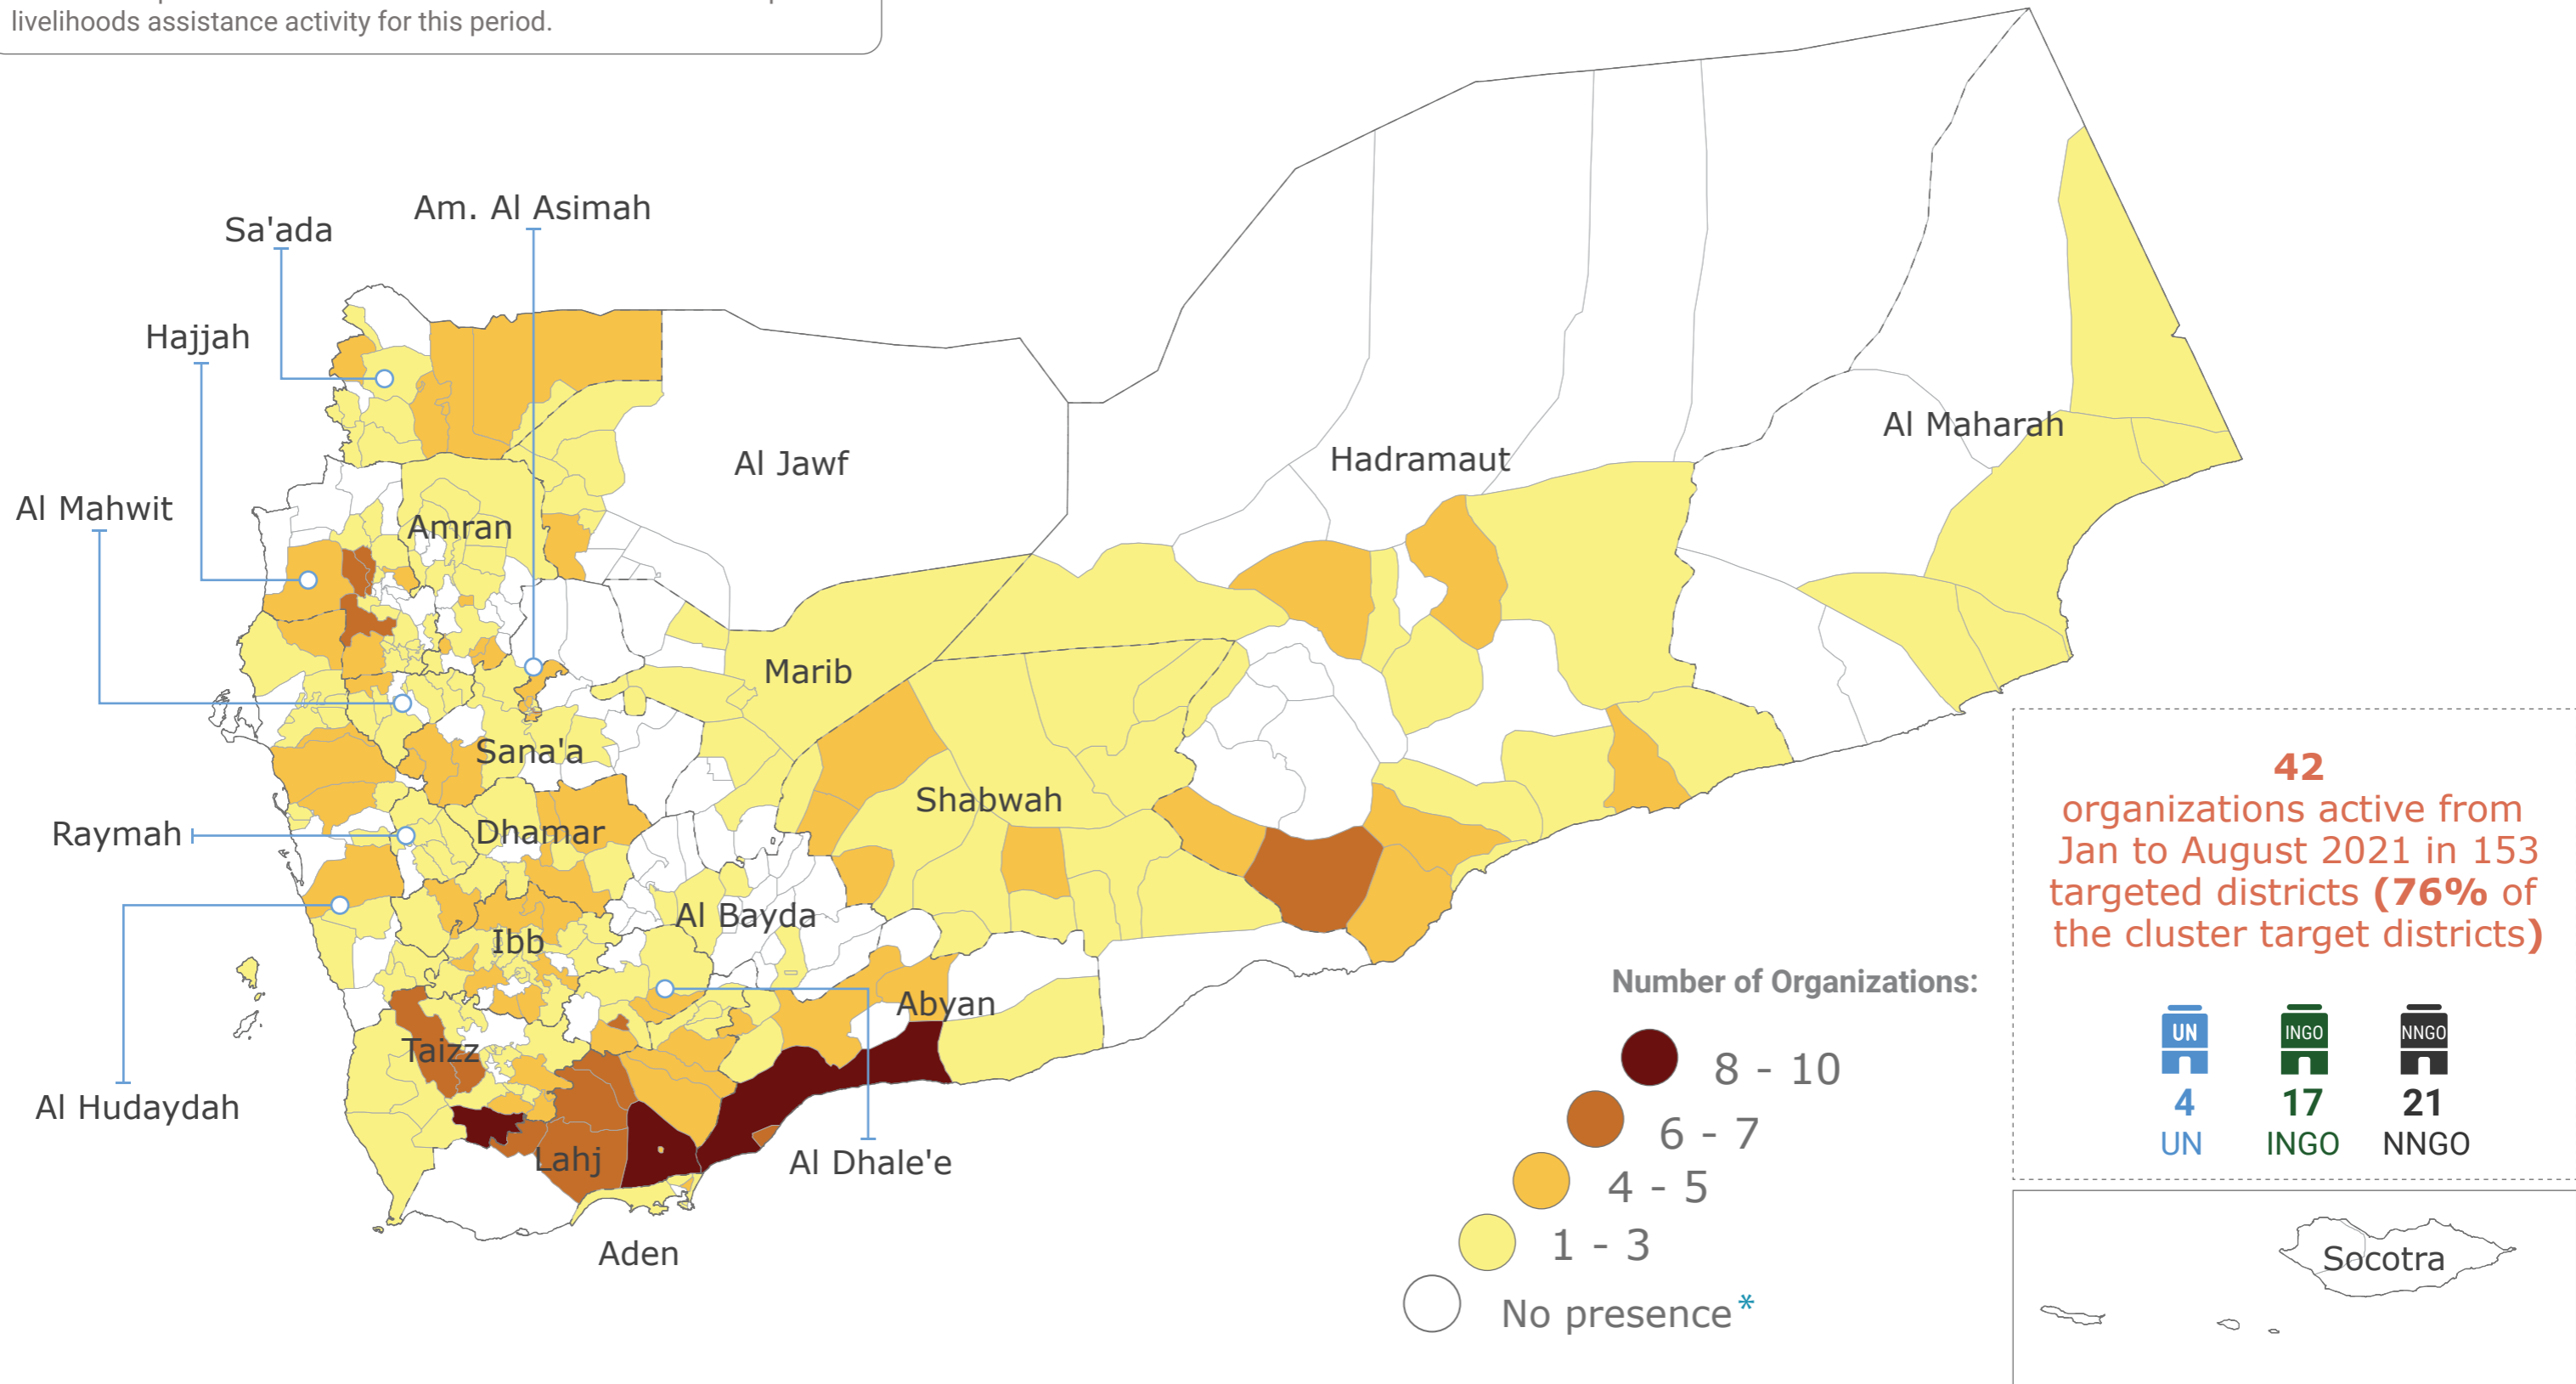 livelihoods assistance activity for this period.
Am. Al Asimah
Sa'ada
Hajjah
Al Maharah
Hadramaut
Al Jawf
Al Mahwit
Amran
Marib
Sana'a
Shabwah
Raymah
Dhamar
Al Bayda
Ibb
Abyan
Taizz
Al Hudaydah
Lahj
Al Dhale'e
Aden
42
organizations active from
Jan to August 2021 in 153
targeted districts (76% of
the cluster target districts)
UN
INGO
NNGO
4
17
21
UN
INGO
NNGO
Number of Organizations:
8 - 10
6 - 7
4 - 5
1 - 3
No presence*
Socotra